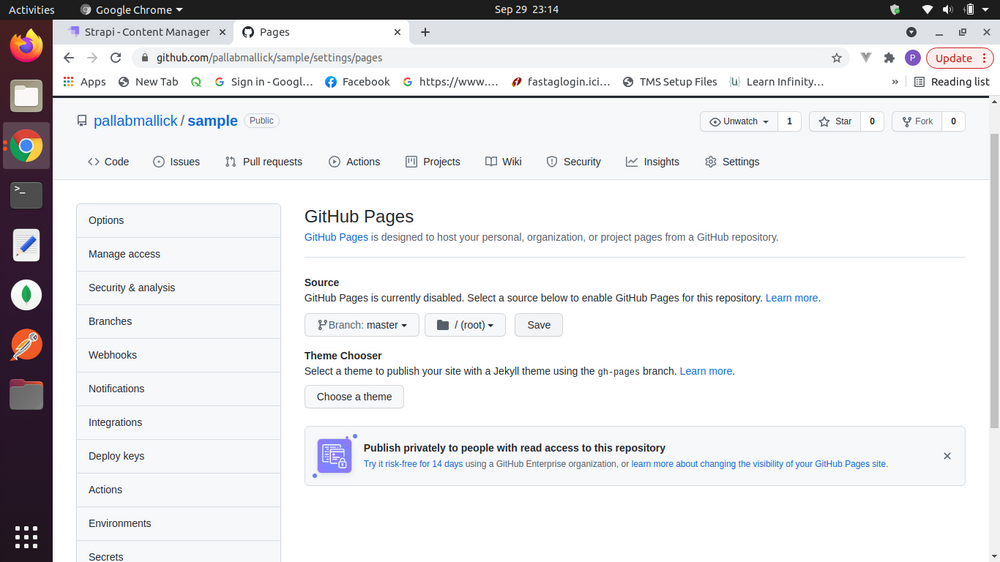 Activities
Google Chrome
Sep 29 23:14
Strapi - Content Manager
Pages
github.com/pallabmallick/sample/settings/pages
P
Update
Apps
New Tab
Sign in - Googl...
Facebook
https://www....
fastaglogin.ici...
TMS Setup Files
Learn Infinity...
»
Reading list
pallabmallick / sample
Public
Unwatch
1
Star
0
Fork
0
Code
Issues
Pull requests
Actions
Projects
Wiki
Security
Insights
Settings
Options
Manage access
Security & analysis
Branches
Webhooks
Notifications
Integrations
Deploy keys
Actions
Environments
Secrets
GitHub Pages
GitHub Pages is designed to host your personal, organization, or project pages from a GitHub repository.
Source
GitHub Pages is currently disabled. Select a source below to enable GitHub Pages for this repository. Learn more.
Branch: master
/ (root)
Save
Theme Chooser
Select a theme to publish your site with a Jekyll theme using the gh-pages branch. Learn more.
Choose a theme
Publish privately to people with read access to this repository
Try it risk-free for 14 days using a GitHub Enterprise organization, or learn more about changing the visibility of your GitHub Pages site.